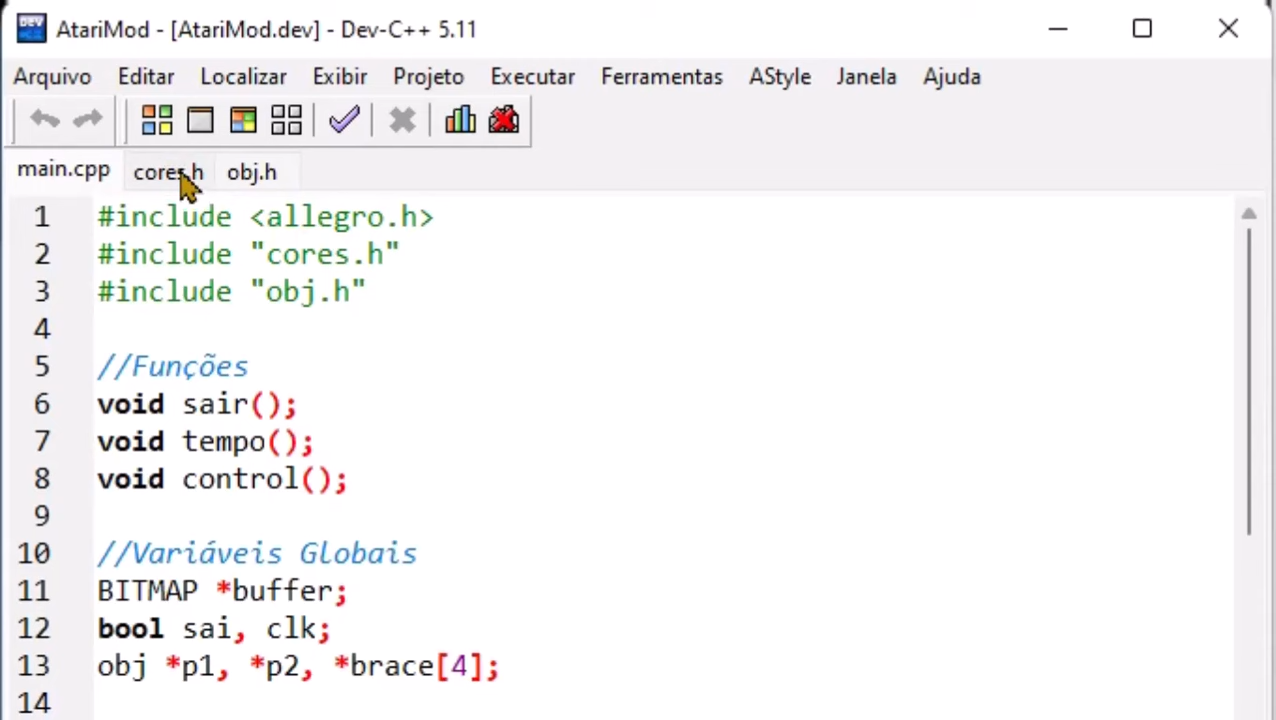 DEV
AtariMod - [AtariMod.dev] - Dev-C++ 5.11
Arquivo Editar Localizar Exibir Projeto Executar Ferramentas AStyle Janela Ajuda
main.cpp cores.h obj.h
1 #include <allegro.h>
2 #include "cores.h"
3 #include "obj.h"
4
5 //Funções
6 void sair();
7 void tempo();
8 void control();
9
10 //Variáveis Globais
11 BITMAP *buffer;
12 bool sai, clk;
13 obj *p1, *p2, *brace[4];
14